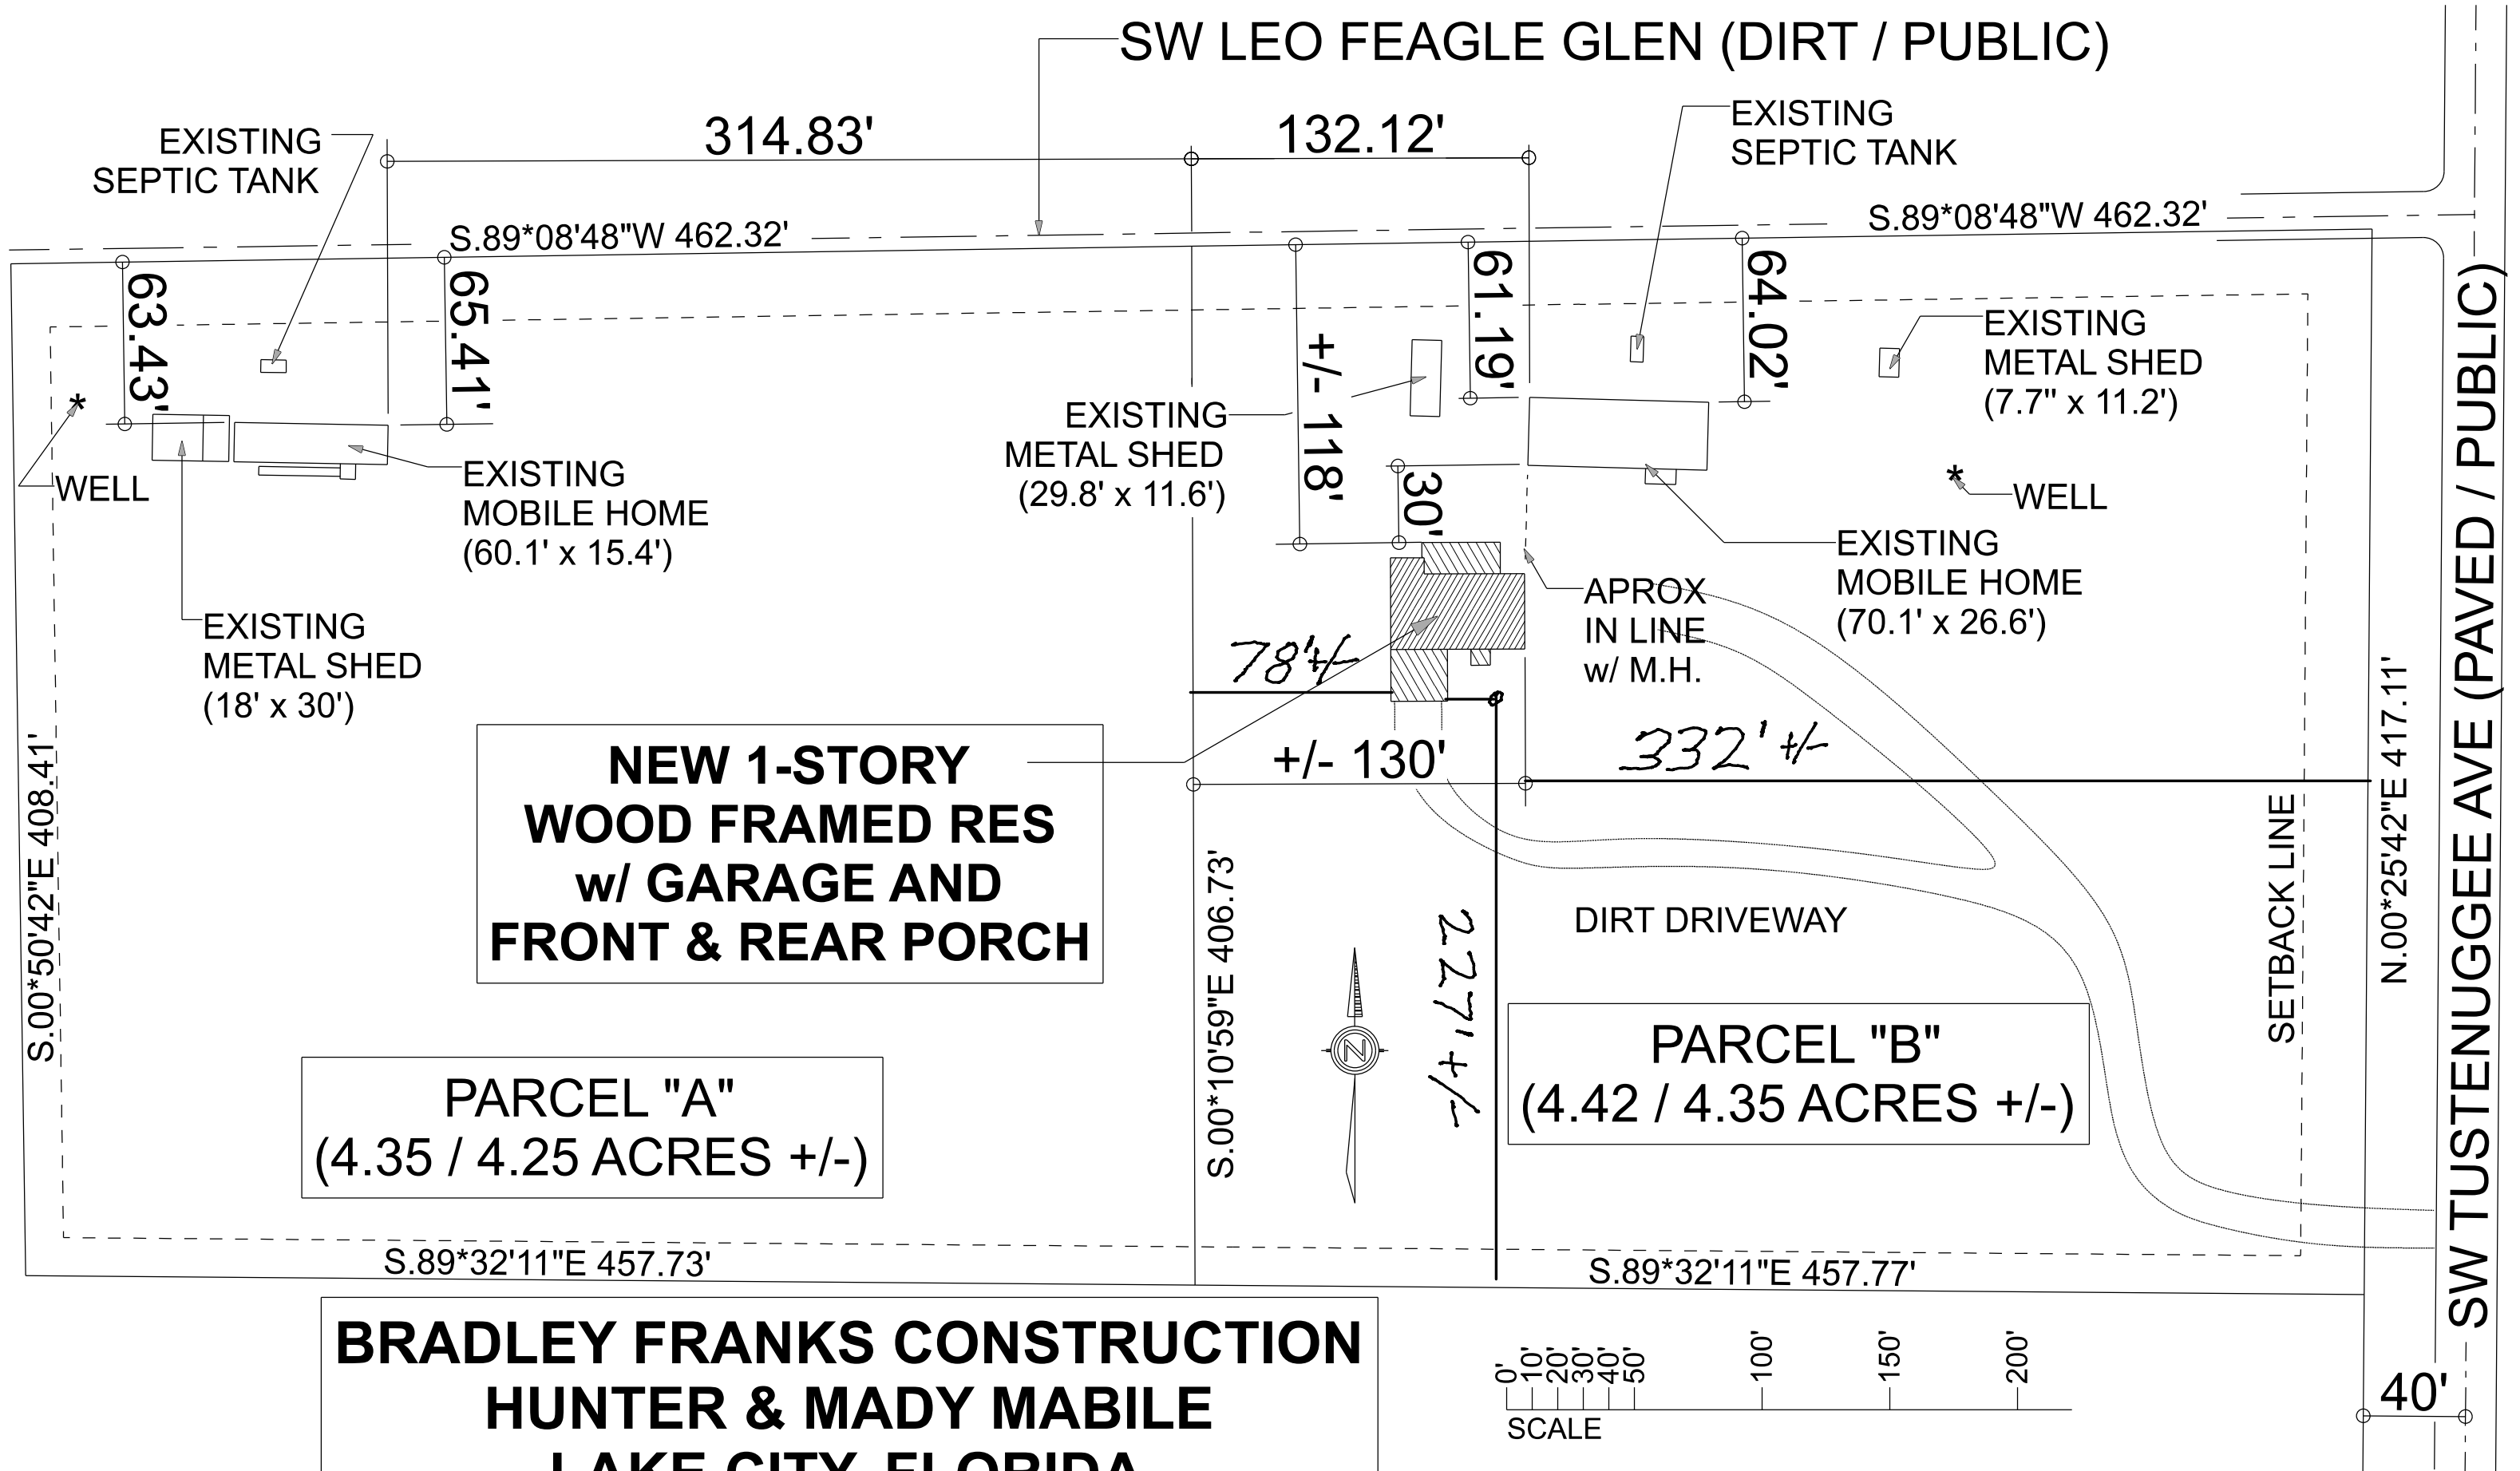 SW LEO FEAGLE GLEN (DIRT / PUBLIC)
314.83'
132.12'
EXISTING
SEPTIC TANK
EXISTING
SEPTIC TANK
S.89*08'48"W 462.32'
S.89*08'48"W 462.32'
63.43'
65.41'
+/- 118'
61.19'
64.02'
EXISTING
METAL SHED
(7.7" x 11.2')
*
WELL
EXISTING
MOBILE HOME
(60.1' x 15.4')
EXISTING
METAL SHED
(29.8' x 11.6')
30'
*
WELL
EXISTING
MOBILE HOME
(70.1' x 26.6')
APROX
IN LINE
w/ M.H.
EXISTING
METAL SHED
(18' x 30')
78'+/-
332' +/-
+/- 130'
NEW 1-STORY
WOOD FRAMED RES
w/ GARAGE AND
FRONT & REAR PORCH
S.00*50'42"E 408.41'
S.00*10'59"E 406.73'
227' +/-
DIRT DRIVEWAY
SETBACK LINE
N.00*25'42"E 417.11'
SW TUSTENUGGEE AVE (PAVED / PUBLIC)
N
PARCEL "A"
(4.35 / 4.25 ACRES +/-)
PARCEL "B"
(4.42 / 4.35 ACRES +/-)
S.89*32'11"E 457.73'
S.89*32'11"E 457.77'
BRADLEY FRANKS CONSTRUCTION
HUNTER & MADY MABILE
LAKE CITY, FLORIDA
0' 10' 20' 30' 40' 50' 100' 150' 200'
SCALE
40'